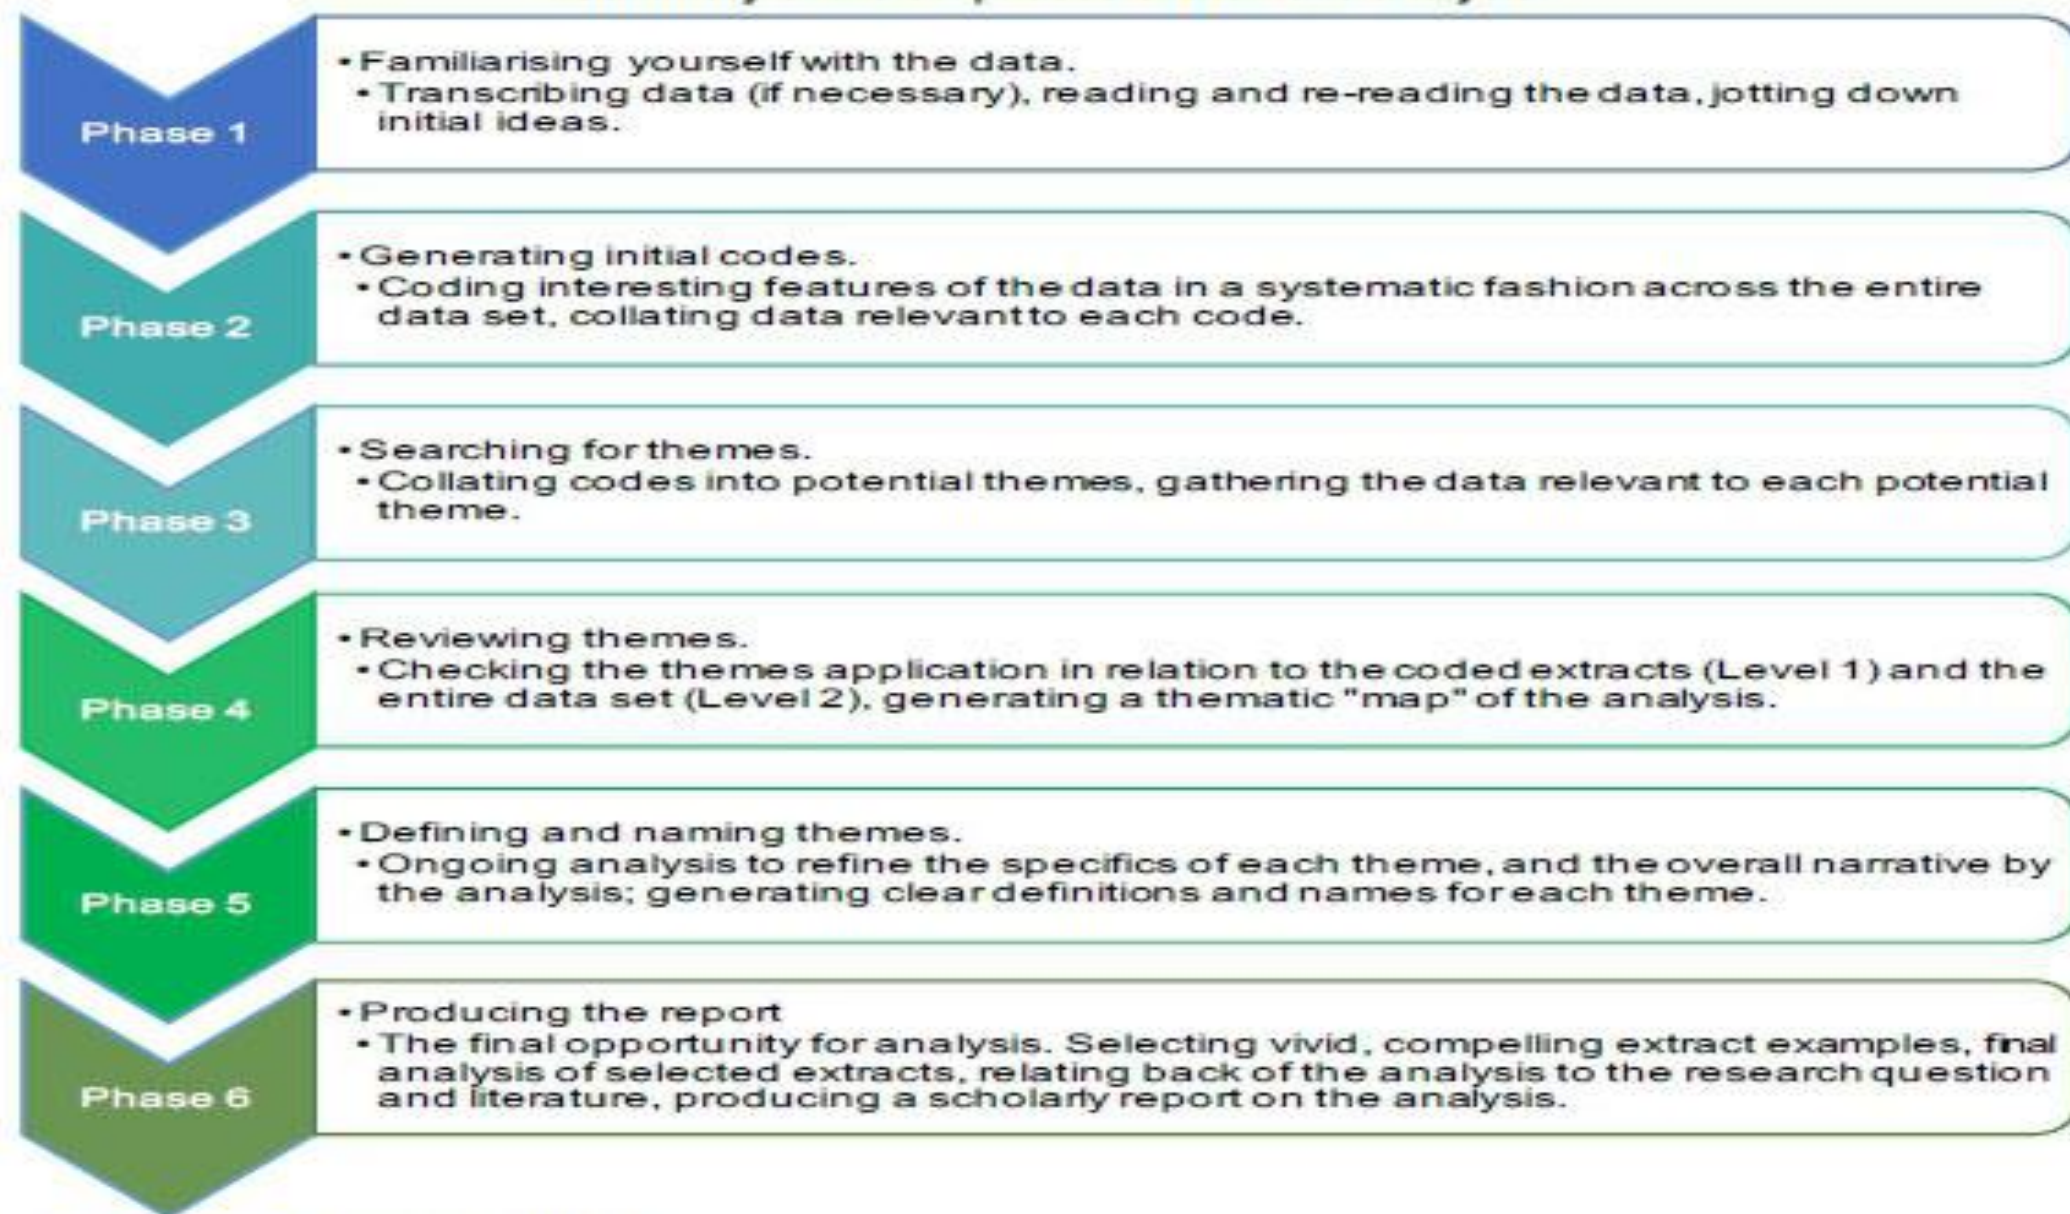 Phase 1
• Familiarising yourself with the data.
• Transcribing data (if necessary), reading and re-reading the data, jotting down
initial ideas.
Phase 2
• Generating initial codes.
• Coding interesting features of the data in a systematic fashion across the entire
data set, collating data relevant to each code.
Phase 3
• Searching for themes.
• Collating codes into potential themes, gathering the data relevant to each potential
theme.
Phase 4
• Reviewing themes.
• Checking the themes application in relation to the coded extracts (Level 1) and the
entire data set (Level 2), generating a thematic "map" of the analysis.
Phase 5
• Defining and naming themes.
• Ongoing analysis to refine the specifics of each theme, and the overall narrative by
the analysis; generating clear definitions and names for each theme.
Phase 6
• Producing the report
• The final opportunity for analysis. Selecting vivid, compelling extract examples, final
analysis of selected extracts, relating back of the analysis to the research question
and literature, producing a scholarly report on the analysis.